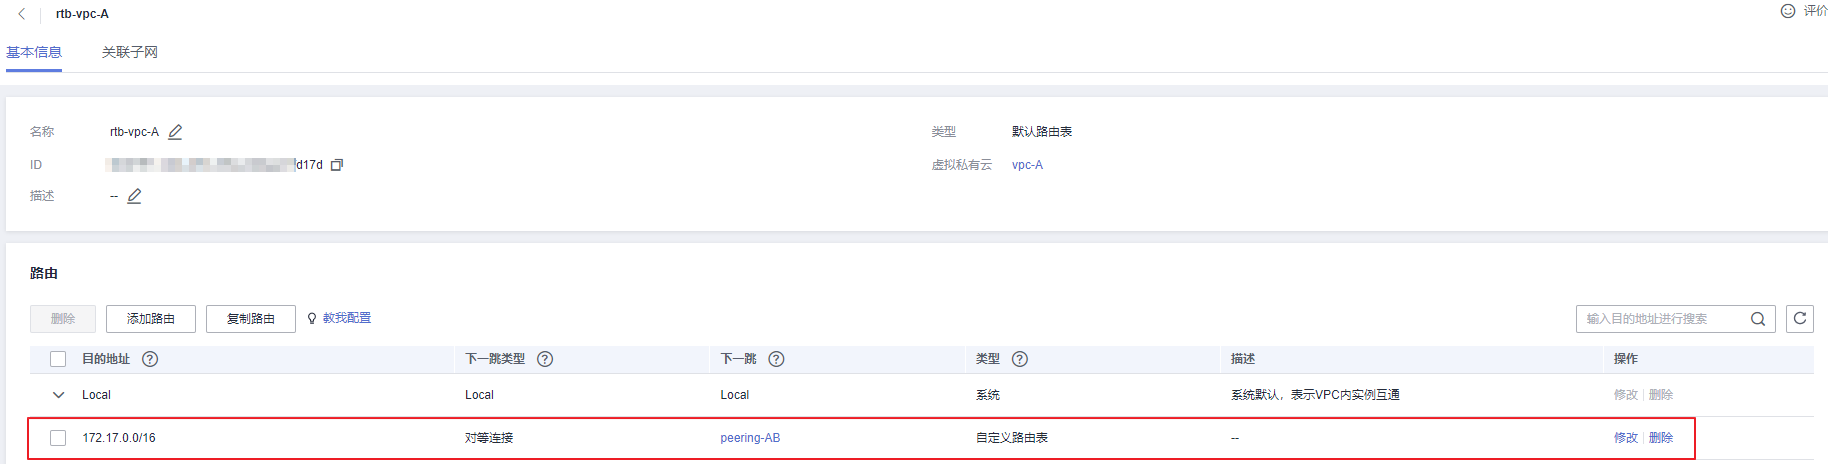 rtb-vpc-A 评价
基本信息 关联子网
名称 rtb-vpc-A 类型 默认路由表
ID d17d 虚拟私有云 vpc-A
描述 --
路由
删除 添加路由 复制路由 教我配置 输入目的地址进行搜索
目的地址 下一跳类型 下一跳 类型 描述 操作
Local Local Local 系统 系统默认，表示VPC内实例互通 修改 删除
172.17.0.0/16 对等连接 peering-AB 自定义路由表 -- 修改 删除